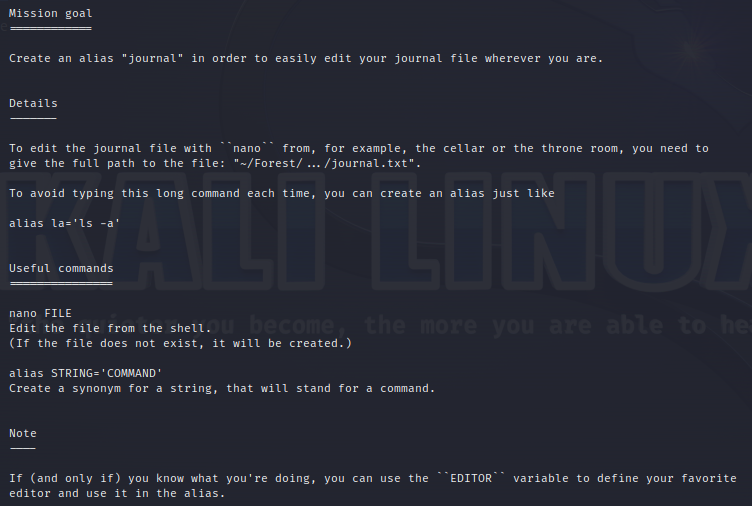 Mission goal
============
Create an alias "journal" in order to easily edit your journal file wherever you are.
Details
-------
To edit the journal file with ``nano`` from, for example, the cellar or the throne room, you need to
give the full path to the file: "~/Forest/.../journal.txt".
To avoid typing this long command each time, you can create an alias just like
alias la='ls -a'
KALI LINUX
Useful commands
===============
nano FILE
you become, the more you are able to hea
Edit the file from the shell.
(If the file does not exist, it will be created.)
alias STRING='COMMAND'
Create a synonym for a string, that will stand for a command.
Note
----
If (and only if) you know what you're doing, you can use the ``EDITOR`` variable to define your favorite
editor and use it in the alias.